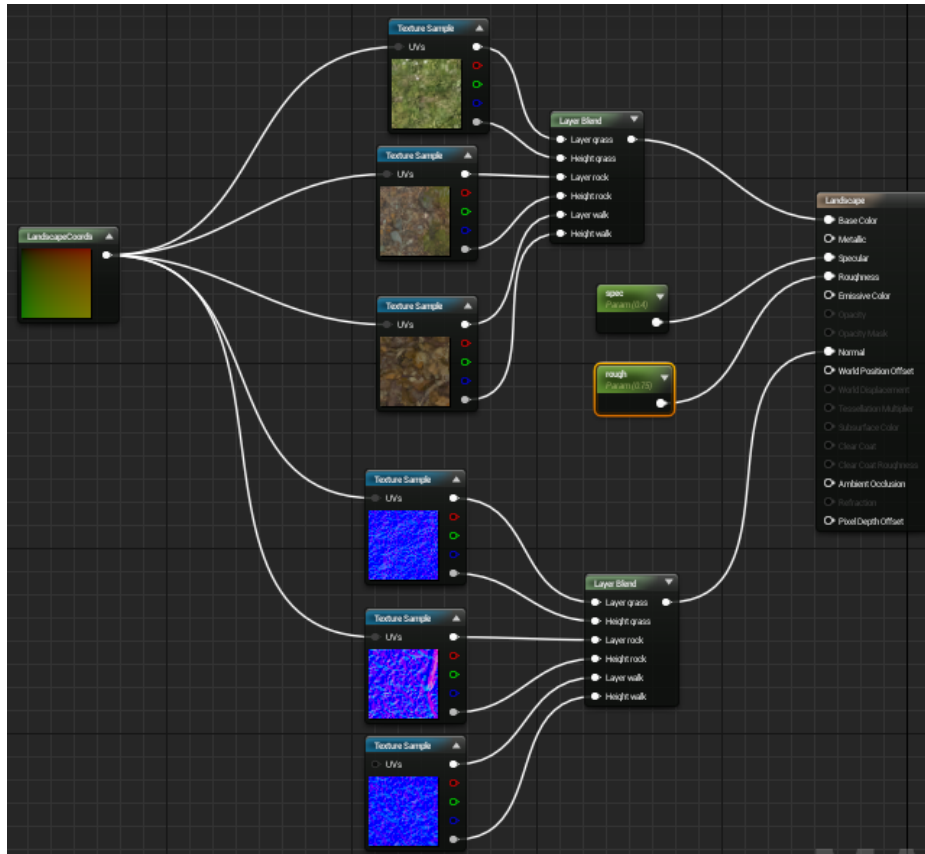 Texture Sample
UVs
Layer Blend
Layer grass
Height grass
Layer rock
Height rock
Layer walk
Height walk
Texture Sample
UVs
Landscape
Base Color
Metallic
Specular
Roughness
Emissive Color
Opacity
Opacity Mask
Normal
World Position Offset
World Displacement
Tessellation Multiplier
Subsurface Color
Clear Coat
Clear Coat Roughness
Ambient Occlusion
Refraction
Pixel Depth Offset
LandscapeCoords
spec
Param (0.4)
Texture Sample
UVs
rough
Param (0.75)
Texture Sample
UVs
Layer Blend
Layer grass
Height grass
Layer rock
Height rock
Layer walk
Height walk
Texture Sample
UVs
Texture Sample
UVs